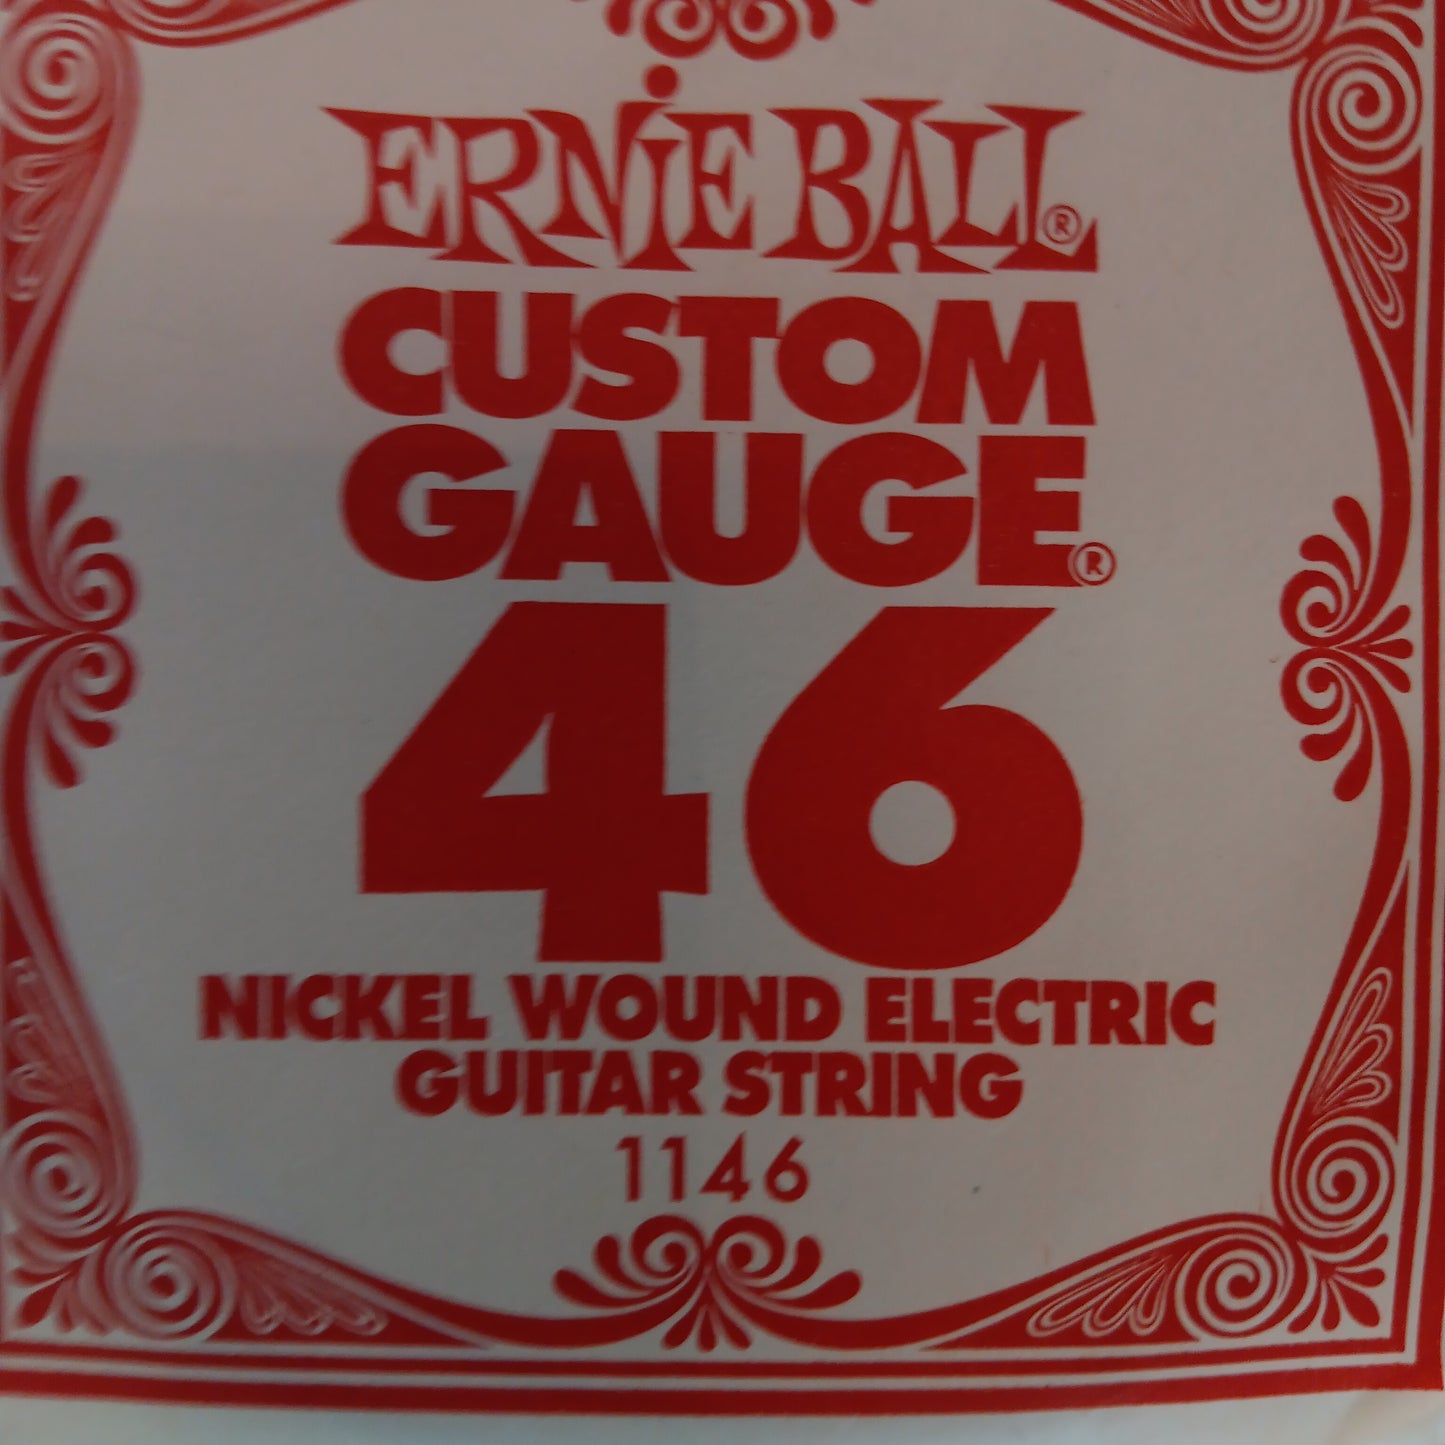 ERNiE BALL®
CUSTOM
GAUGE®
46
NICKEL WOUND ELECTRIC
GUITAR STRING
1146